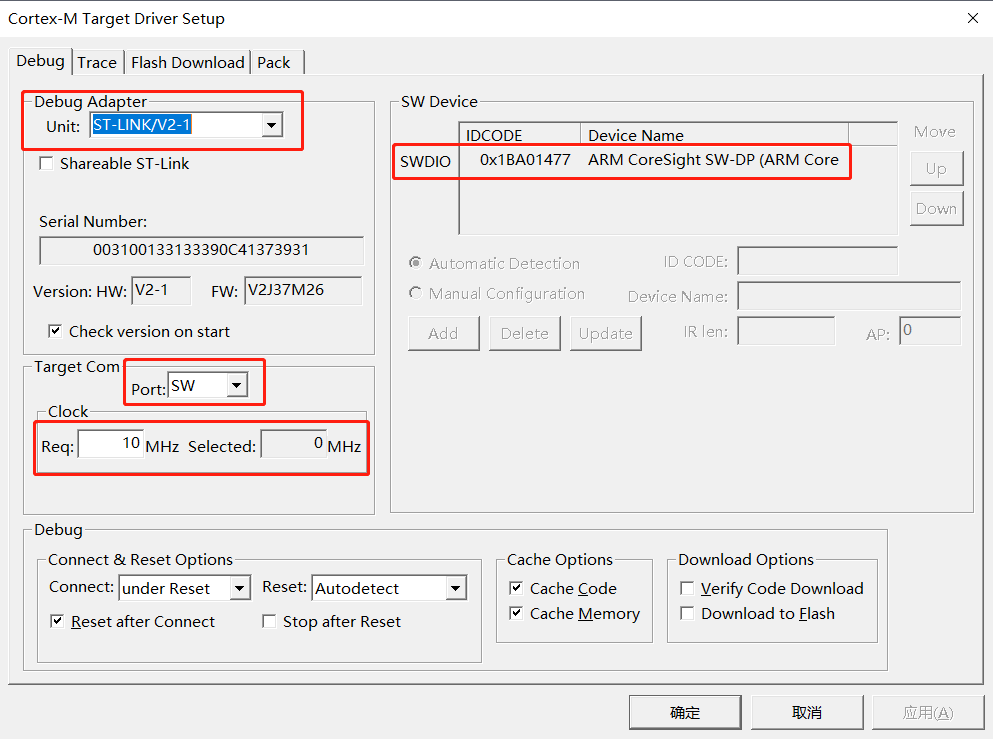 Cortex-M Target Driver Setup
Debug Trace Flash Download Pack
Debug Adapter
Unit: ST-LINK/V2-1
Shareable ST-Link
Serial Number:
003100133133390C41373931
Version: HW: V2-1 FW: V2J37M26
Check version on start
Target Com
Port: SW
Clock
Req: 10 MHz Selected: 0 MHz
SW Device
IDCODE Device Name
SWDIO 0x1BA01477 ARM CoreSight SW-DP (ARM Core
Move
Up
Down
Automatic Detection
Manual Configuration
ID CODE:
Device Name:
Add Delete Update
IR len:
AP: 0
Debug
Connect & Reset Options
Connect: under Reset Reset: Autodetect
Reset after Connect Stop after Reset
Cache Options
Cache Code
Cache Memory
Download Options
Verify Code Download
Download to Flash
确定 取消 应用(A)